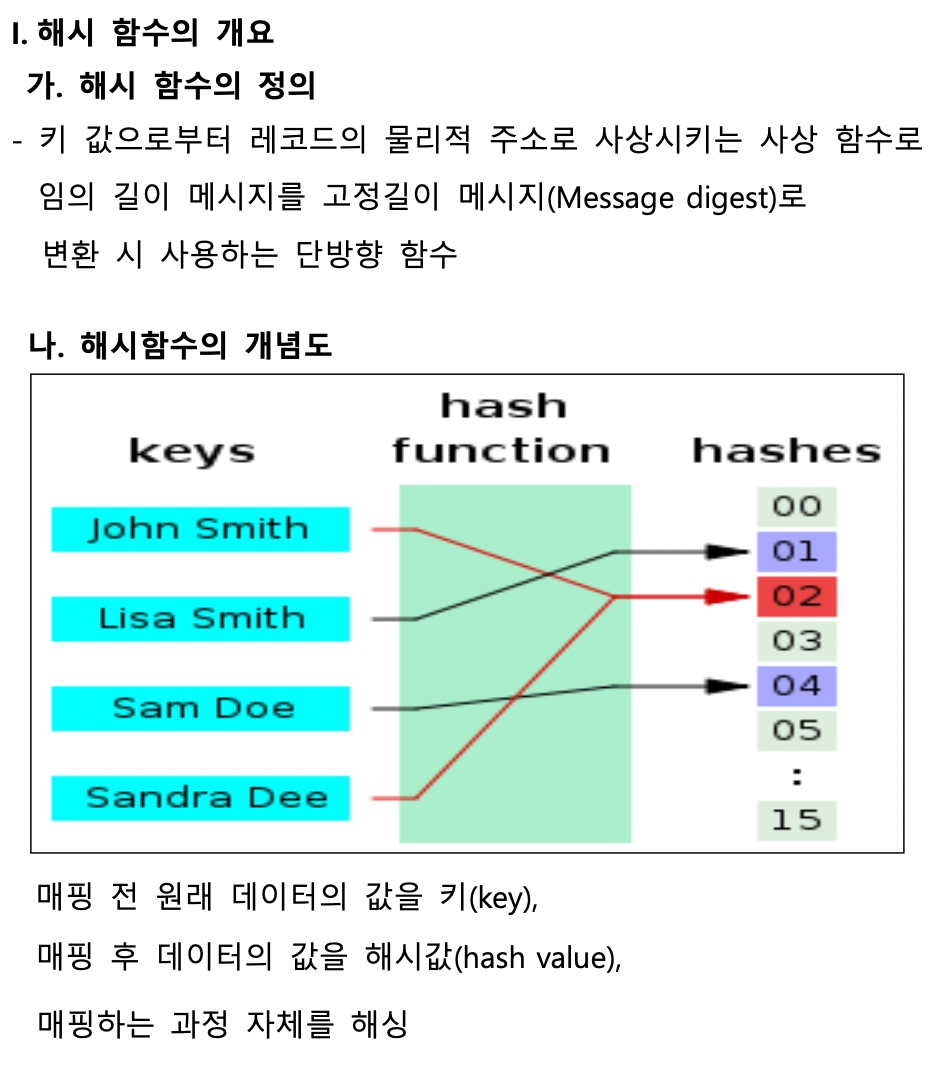 I. 해시 함수의 개요
가. 해시 함수의 정의
- 키 값으로부터 레코드의 물리적 주소로 사상시키는 사상 함수로
임의 길이 메시지를 고정길이 메시지(Message digest)로
변환 시 사용하는 단방향 함수
나. 해시함수의 개념도
keys
hash
function
hashes
John Smith
Lisa Smith
Sam Doe
Sandra Dee
00
01
02
03
04
05
:
15
매핑 전 원래 데이터의 값을 키(key),
매핑 후 데이터의 값을 해시값(hash value),
매핑하는 과정 자체를 해싱